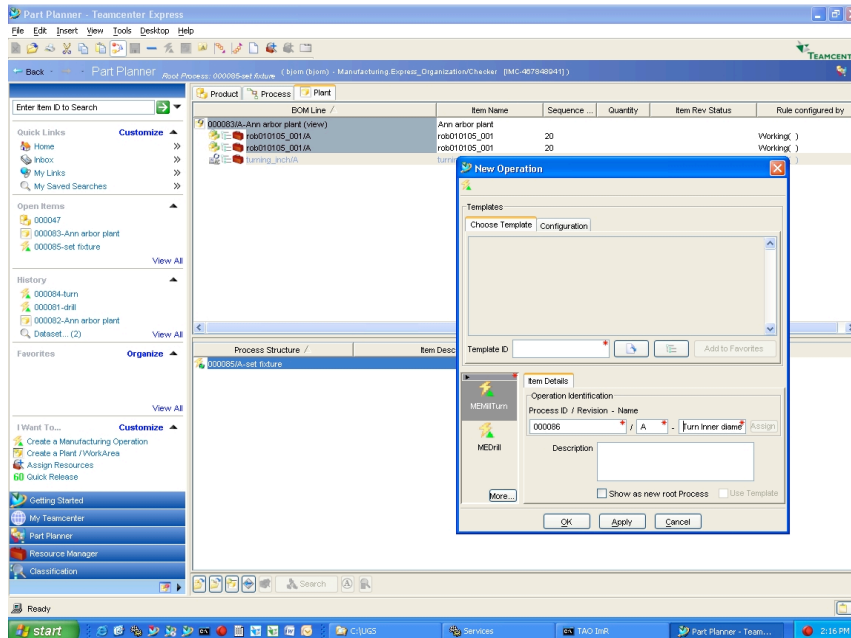 Part Planner - Teamcenter Express
File Edit Insert View Tools Desktop Help
TEAMCENT
Back Part Planner Root Process: 000085-set fixture ( bjorn (bjorn) - Manufacturing.Express_Organization/Checker [IMC-467848941] )
Product Process Plant
Enter Item ID to Search
BOM Line / Item Name Sequence ... Quantity Item Rev Status Rule configured by
000083/A-Ann arbor plant (view) Ann arbor plant
rob010105_001/A rob010105_001 20 Working( )
rob010105_001/A rob010105_001 20 Working( )
turning_inch/A
Quick Links Customize
Home
Inbox
My Links
My Saved Searches
Open Items
000047
000083-Ann arbor plant
000085-set fixture
View All
History
000084-turn
000081-drill
000082-Ann arbor plant
Dataset... (2) View All
Favorites Organize
View All
I Want To... Customize
Create a Manufacturing Operation
Create a Plant / WorkArea
Assign Resources
60 Quick Release
Getting Started
My Teamcenter
Part Planner
Resource Manager
Classification
Process Structure / Item Desc
000085/A-set fixture
New Operation
Templates
Choose Template Configuration
Template ID * Add to Favorites
MEMillTurn
MEDrill
More...
Item Details
Operation Identification
Process ID / Revision - Name
000086 * / A * - Turn Inner diame* Assign
Description
Show as new root Process Use Template
OK Apply Cancel
Search
Ready
start C:\UGS Services TAO ImR Part Planner - Team... 2:16 PM